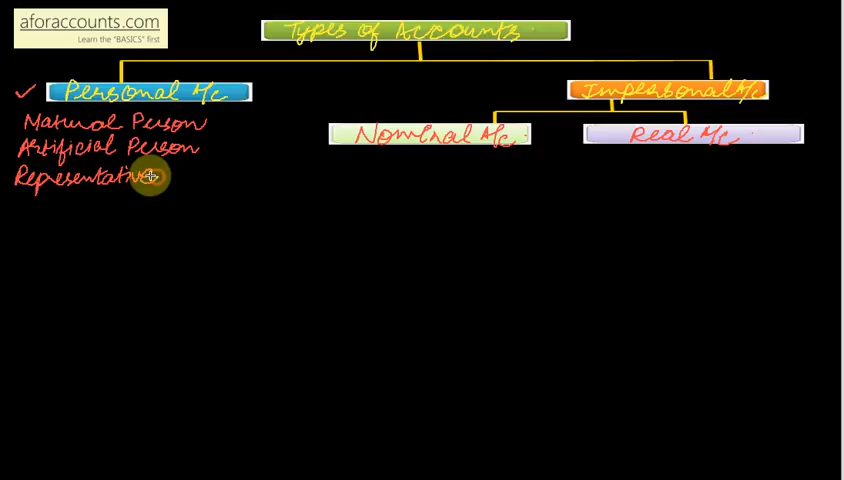 aforaccounts.com
Learn the "BASICS" first
Types of Accounts
Personal A/c
Impersonal A/c
Natural Person
Nominal A/c
Real A/c
Artificial Person
Representative